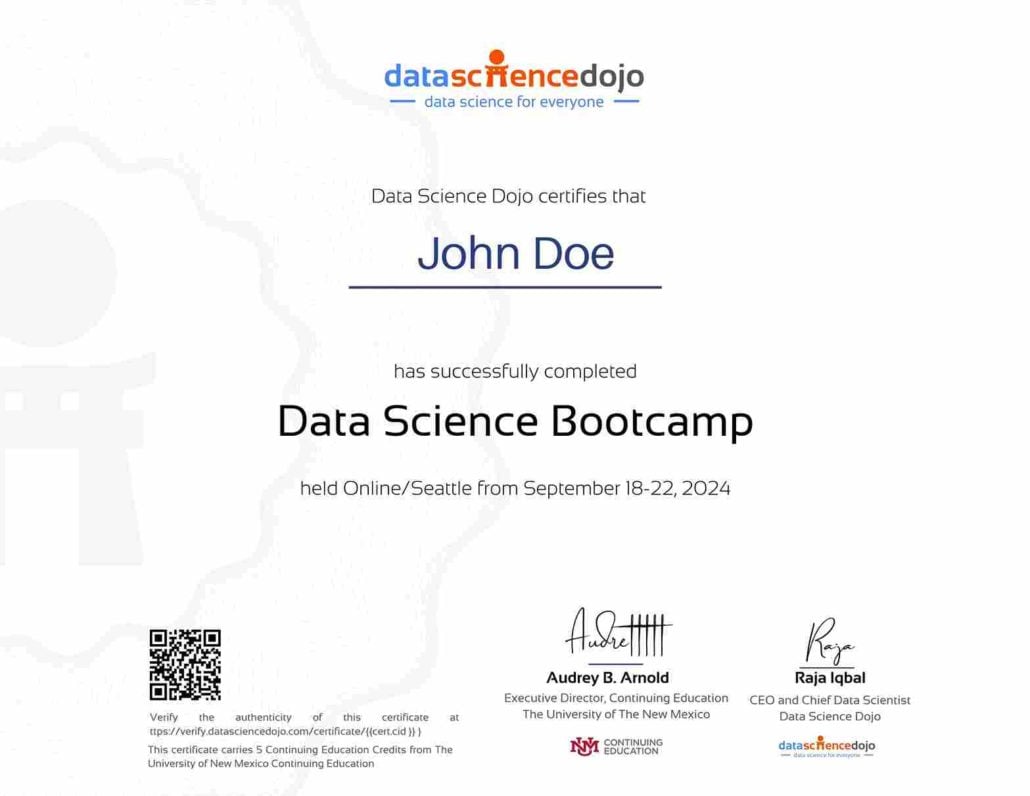 datasciencedojo
data science for everyone
Data Science Dojo certifies that
John Doe
has successfully completed
Data Science Bootcamp
held Online/Seattle from September 18-22, 2024
Audrey B. Arnold
Executive Director, Continuing Education
The University of The New Mexico
NM CONTINUING
EDUCATION
Raja
Raja Iqbal
CEO and Chief Data Scientist
Data Science Dojo
datasciencedojo
data science for everyone
Verify the authenticity of this certificate at
ttps://verify.datasciencedojo.com/certificate/{{cert.cid }} )
This certificate carries 5 Continuing Education Credits from The
University of New Mexico Continuing Education